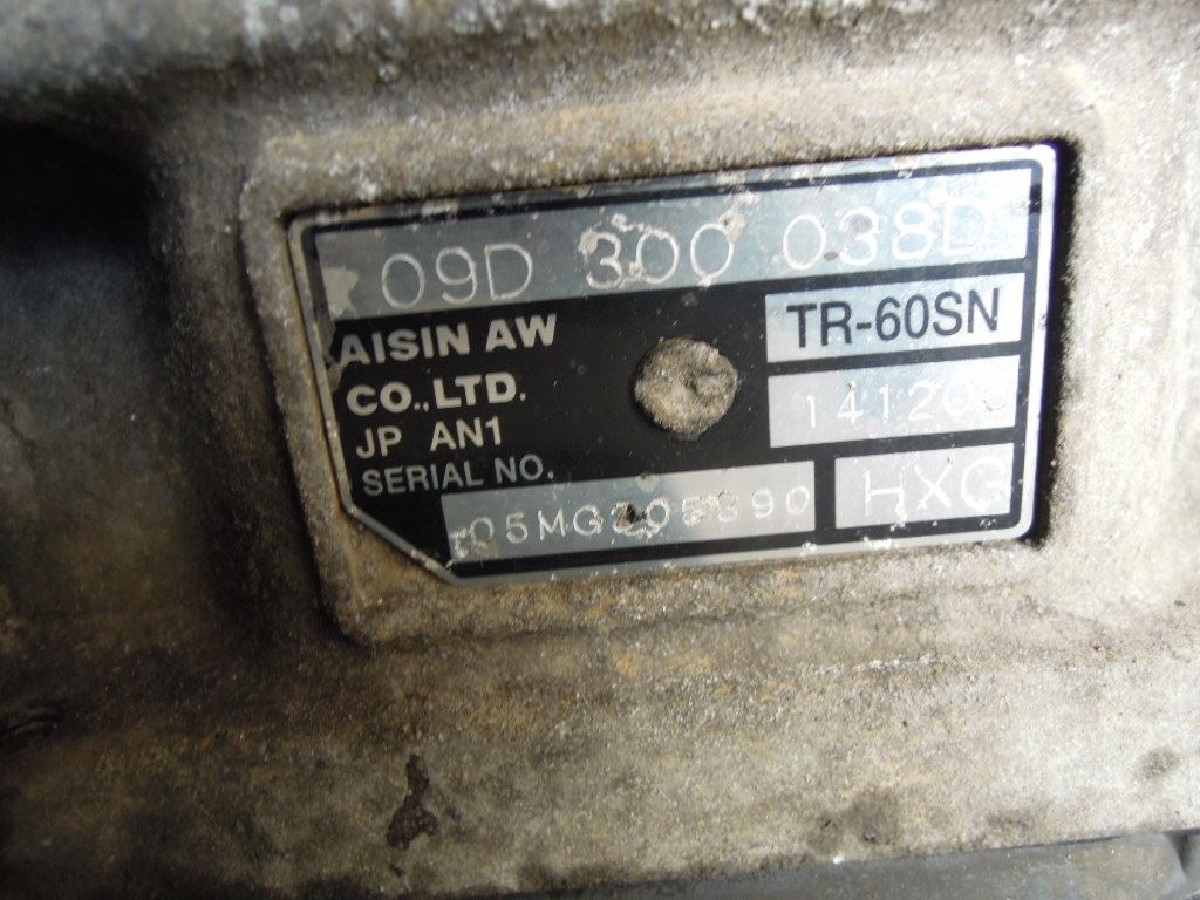 09D 300 038D
AISIN AW
CO.,LTD.
JP AN1
SERIAL NO.
TR-60SN
HXG